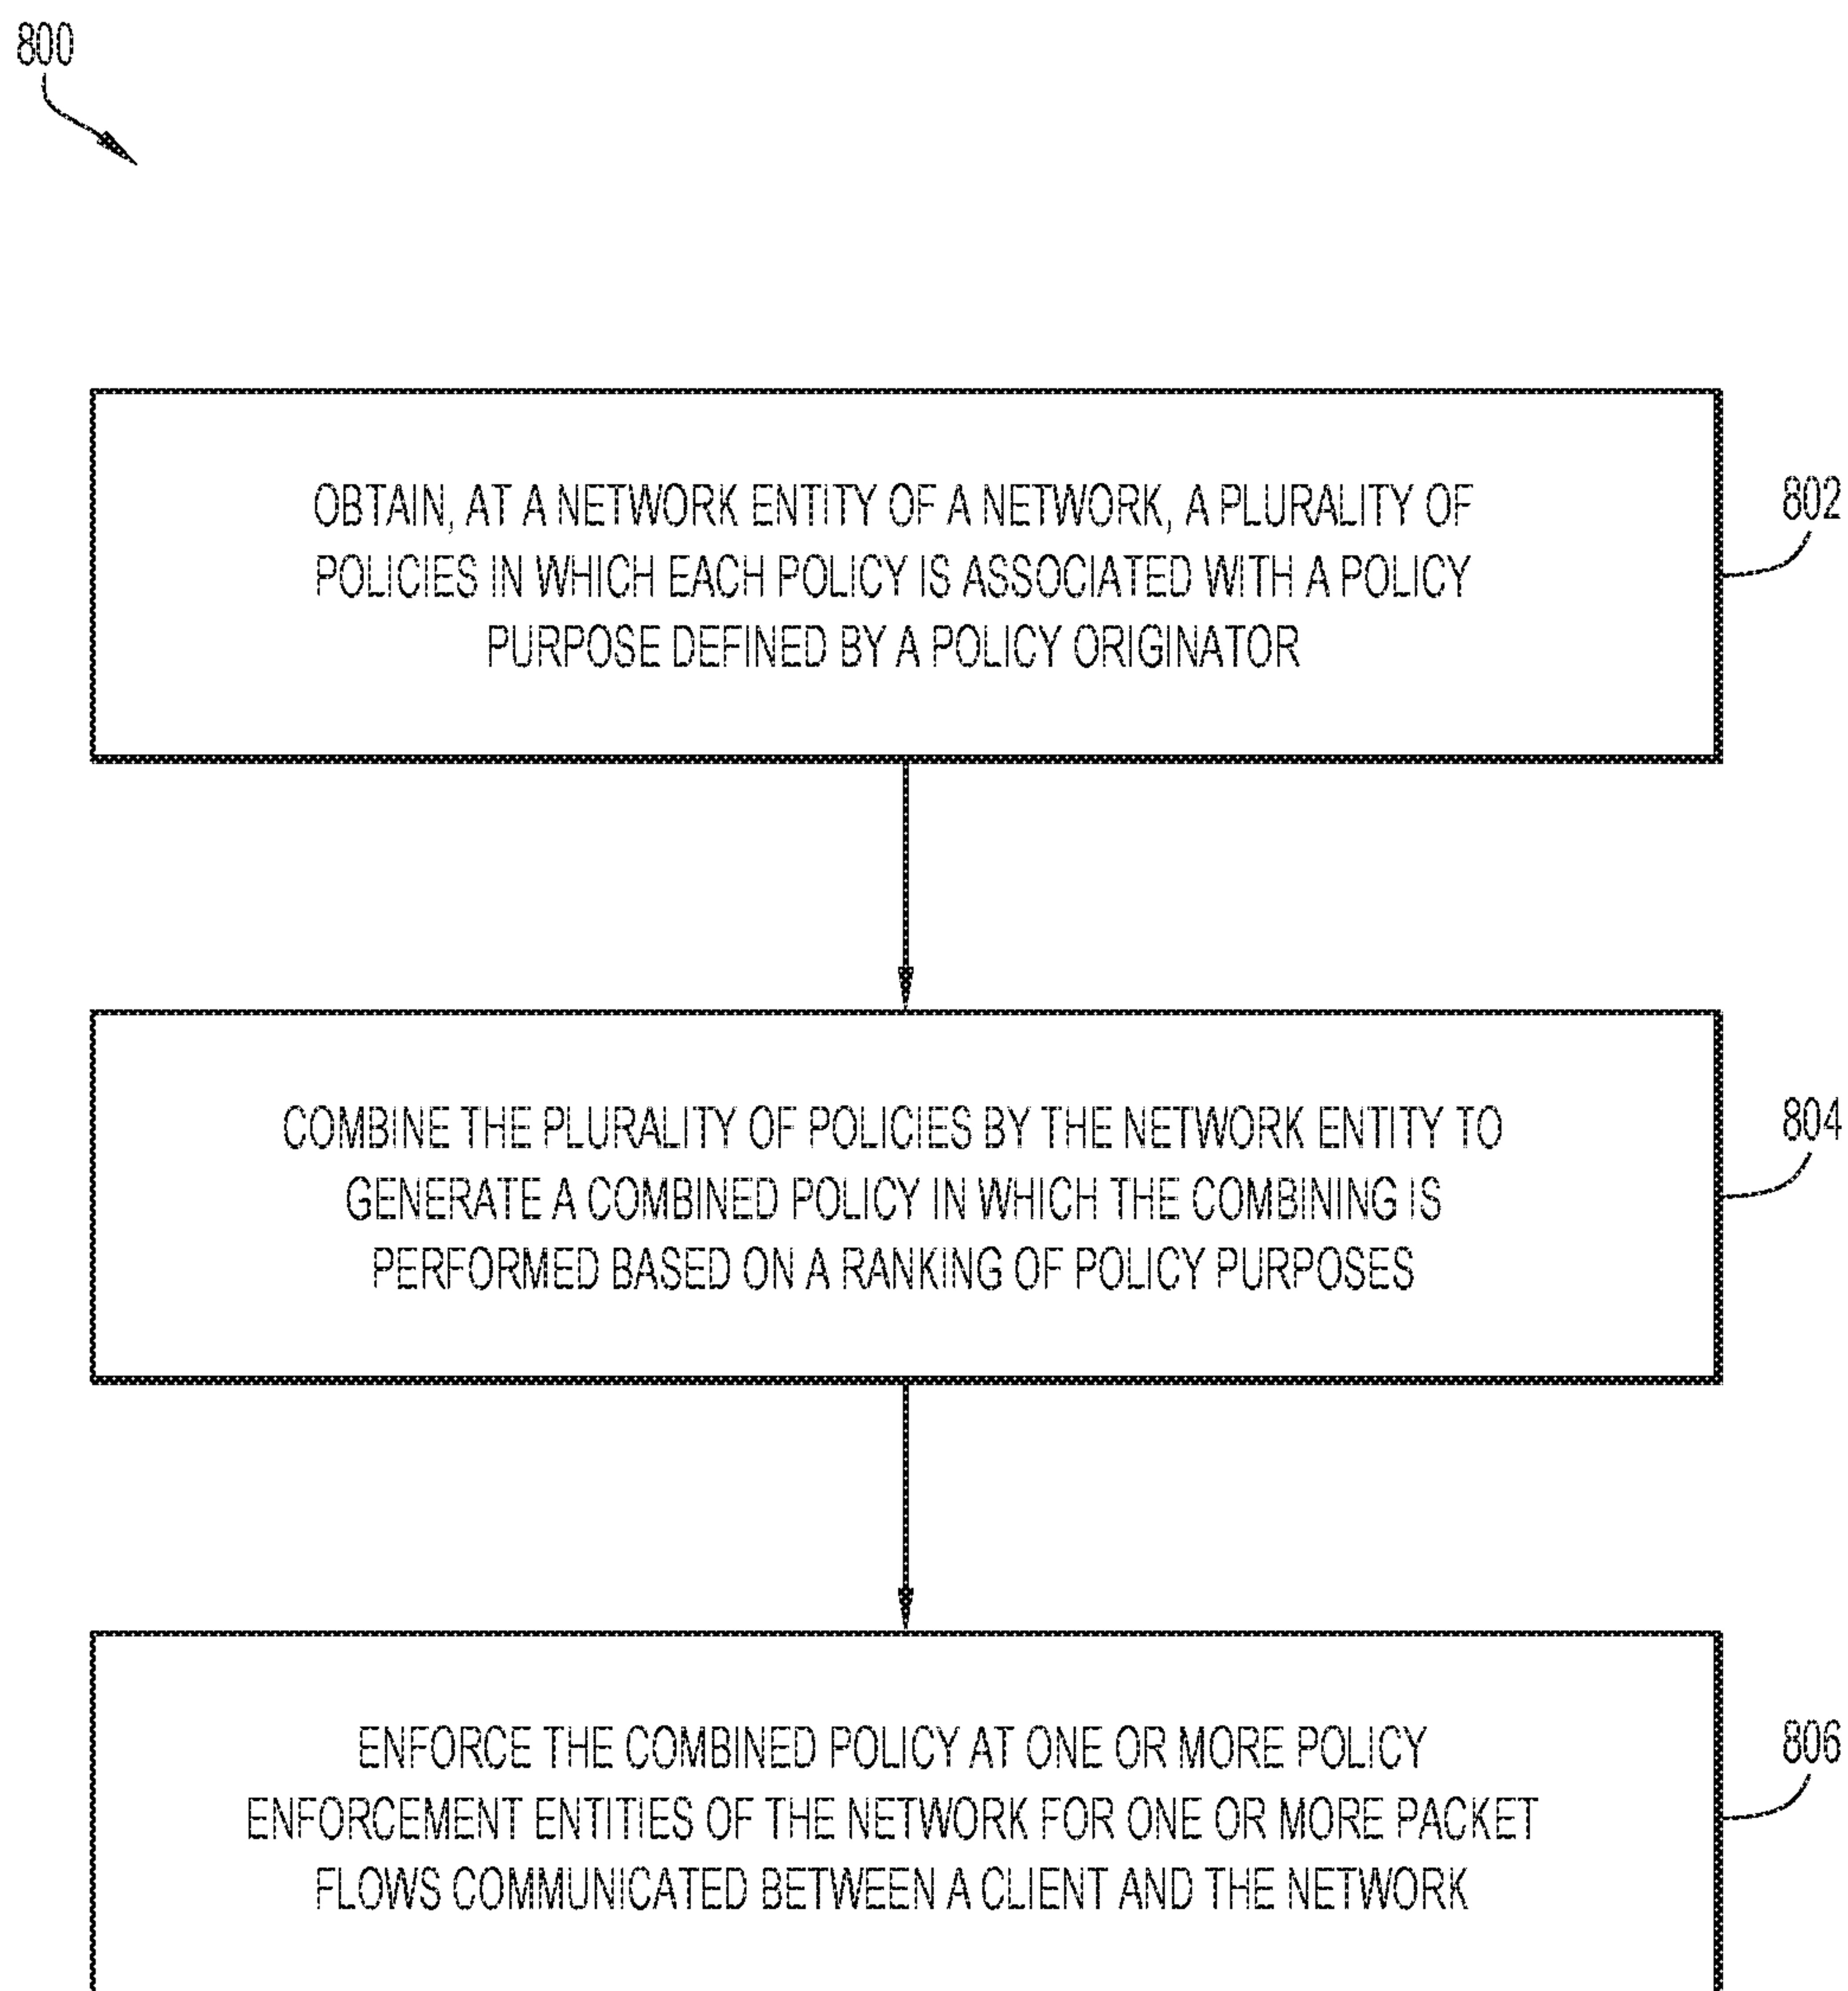 800
OBTAIN, AT A NETWORK ENTITY OF A NETWORK, A PLURALITY OF
POLICIES IN WHICH EACH POLICY IS ASSOCIATED WITH A POLICY
PURPOSE DEFINED BY A POLICY ORIGINATOR
802
COMBINE THE PLURALITY OF POLICIES BY THE NETWORK ENTITY TO
GENERATE A COMBINED POLICY IN WHICH THE COMBINING IS
PERFORMED BASED ON A RANKING OF POLICY PURPOSES
804
ENFORCE THE COMBINED POLICY AT ONE OR MORE POLICY
ENFORCEMENT ENTITIES OF THE NETWORK FOR ONE OR MORE PACKET
FLOWS COMMUNICATED BETWEEN A CLIENT AND THE NETWORK
806